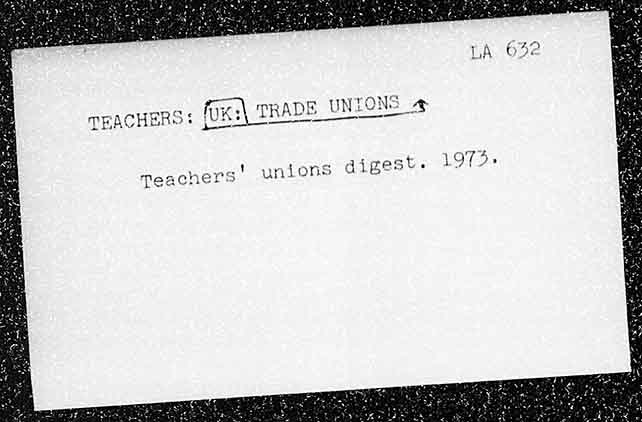 LA 632
TEACHERS: UK: TRADE UNIONS
Teachers' unions digest. 1973.